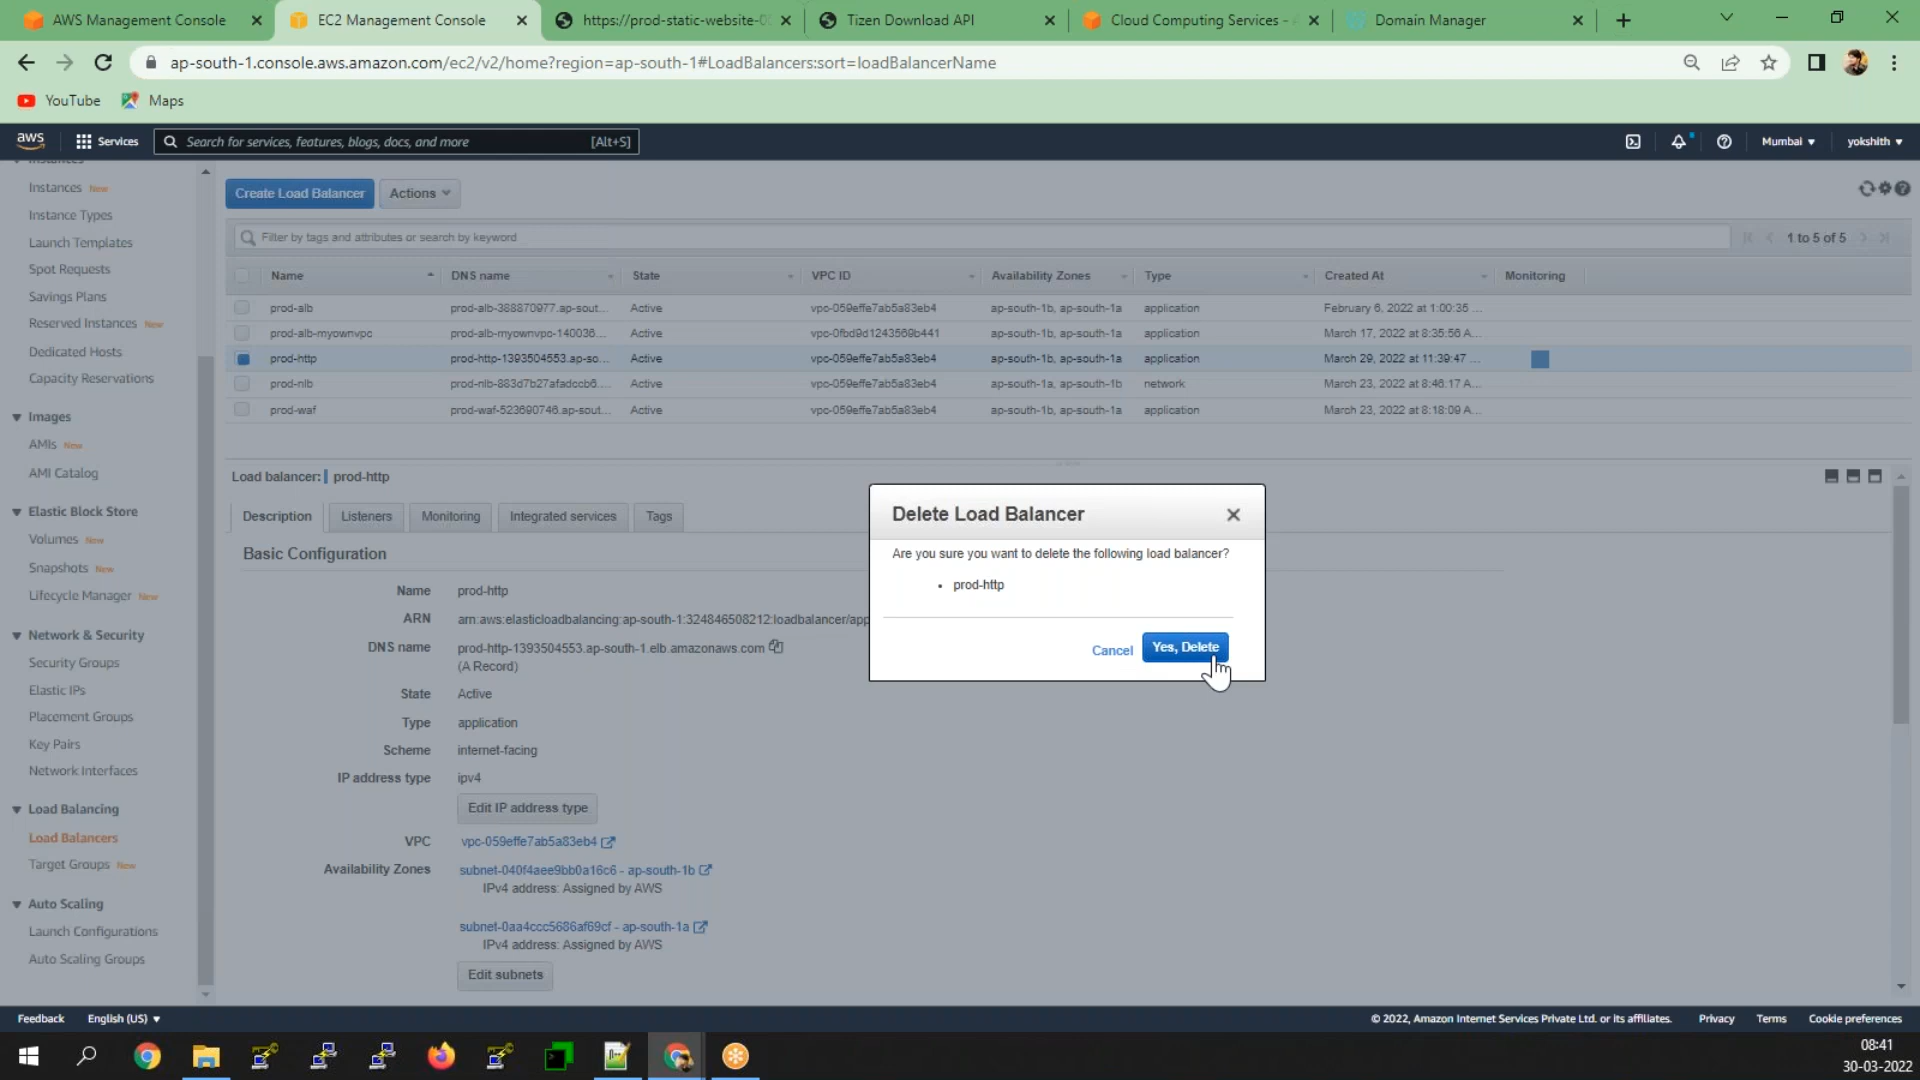 AWS Management Console
EC2 Management Console
https://prod-static-website-0
Tizen Download API
Cloud Computing Services -
Domain Manager
ap-south-1.console.aws.amazon.com/ec2/v2/home?region=ap-south-1#LoadBalancers:sort=loadBalancerName
YouTube
Maps
aws
Services
Search for services, features, blogs, docs, and more
[Alt+S]
Mumbai
yokshith
Instances
Instances New
Instance Types
Launch Templates
Spot Requests
Savings Plans
Reserved Instances New
Dedicated Hosts
Capacity Reservations
Images
AMIs New
AMI Catalog
Elastic Block Store
Volumes New
Snapshots New
Lifecycle Manager New
Network & Security
Security Groups
Elastic IPs
Placement Groups
Key Pairs
Network Interfaces
Load Balancing
Load Balancers
Target Groups New
Auto Scaling
Launch Configurations
Auto Scaling Groups
Create Load Balancer
Actions
Filter by tags and attributes or search by keyword
1 to 5 of 5
Name DNS name State VPC ID Availability Zones Type Created At Monitoring
prod-alb prod-alb-388870977.ap-sout... Active vpc-059effe7ab5a83eb4 ap-south-1b, ap-south-1a application February 6, 2022 at 1:00:35 ...
prod-alb-myownvpc prod-alb-myownvpc-140036... Active vpc-0fbd9d1243569b441 ap-south-1b, ap-south-1a application March 17, 2022 at 8:35:56 A...
prod-http prod-http-1393504553.ap-so... Active vpc-059effe7ab5a83eb4 ap-south-1b, ap-south-1a application March 29, 2022 at 11:39:47 ...
prod-nlb prod-nlb-883d7b27afadccb6.... Active vpc-059effe7ab5a83eb4 ap-south-1a, ap-south-1b network March 23, 2022 at 8:46:17 A...
prod-waf prod-waf-523690746.ap-sout... Active vpc-059effe7ab5a83eb4 ap-south-1b, ap-south-1a application March 23, 2022 at 8:18:09 A...
Load balancer: prod-http
Description
Listeners
Monitoring
Integrated services
Tags
Basic Configuration
Name prod-http
ARN arn:aws:elasticloadbalancing:ap-south-1:324846508212:loadbalancer/app
DNS name prod-http-1393504553.ap-south-1.elb.amazonaws.com
(A Record)
State Active
Type application
Scheme internet-facing
IP address type ipv4
Edit IP address type
VPC vpc-059effe7ab5a83eb4
Availability Zones subnet-040f4aee9bb0a16c6 - ap-south-1b
IPv4 address: Assigned by AWS
subnet-0aa4ccc5686af69cf - ap-south-1a
IPv4 address: Assigned by AWS
Edit subnets
Delete Load Balancer
Are you sure you want to delete the following load balancer?
• prod-http
Cancel
Yes, Delete
Feedback
English (US)
© 2022, Amazon Internet Services Private Ltd. or its affiliates.
Privacy
Terms
Cookie preferences
08:41
30-03-2022